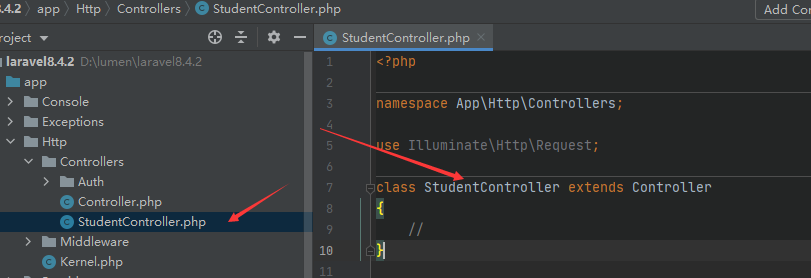 8.4.2 › app › Http › Controllers › StudentController.php
Add Con
roject
StudentController.php
laravel8.4.2 D:\lumen\laravel8.4.2
app
Console
Exceptions
Http
Controllers
Auth
Controller.php
StudentController.php
Middleware
Kernel.php
1 <?php
2
3 namespace App\Http\Controllers;
4
5 use Illuminate\Http\Request;
6
7 class StudentController extends Controller
8 {
9 //
10 }
11